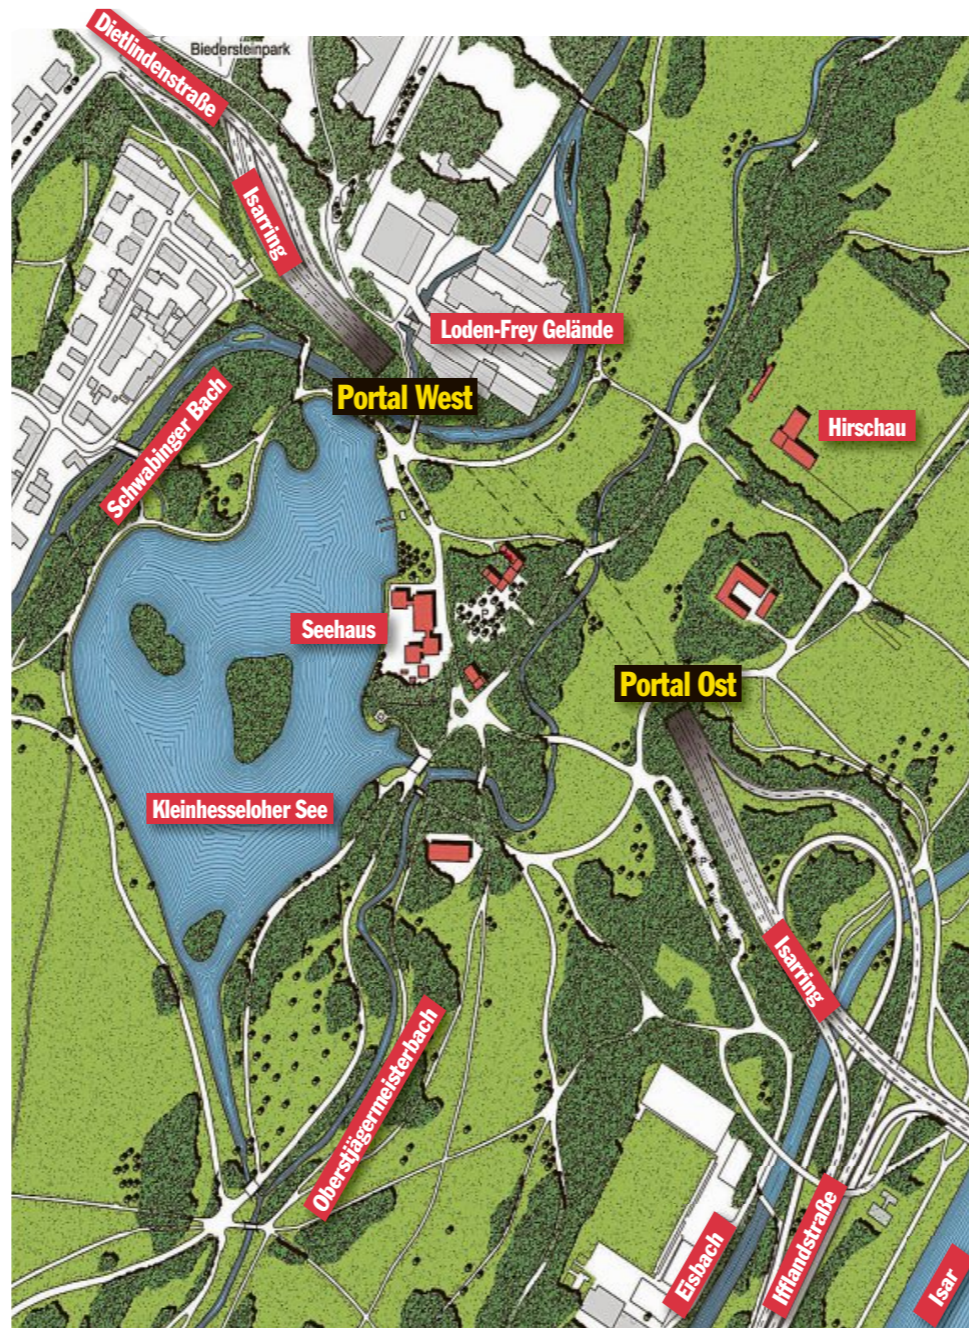 Dietlindenstraße
Biedersteinpark
Isarring
Loden-Frey Gelände
Portal West
Schwabinger Bach
Hirschau
P
Seehaus
Portal Ost
Kleinhesseloher See
P
Isarring
Oberstjägermeisterbach
Eisbach
Ifflandstraße
Isar